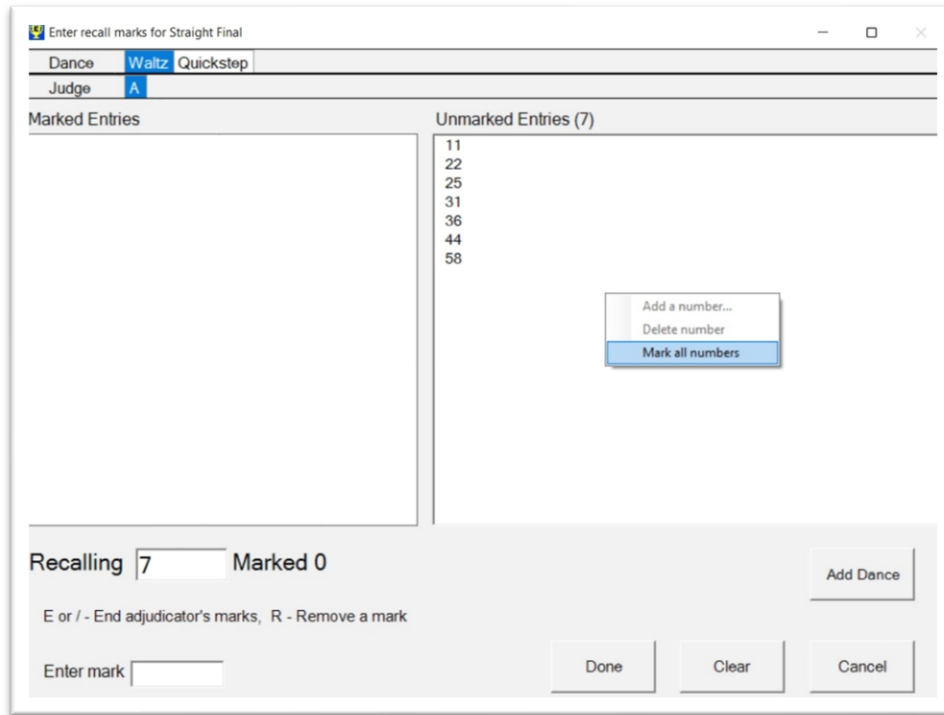 Enter recall marks for Straight Final
Dance Waltz Quickstep
Judge A
Marked Entries
Unmarked Entries (7)
11
22
25
31
36
44
58
Add a number...
Delete number
Mark all numbers
Recalling 7 Marked 0
Add Dance
E or / - End adjudicator's marks, R - Remove a mark
Enter mark
Done Clear Cancel